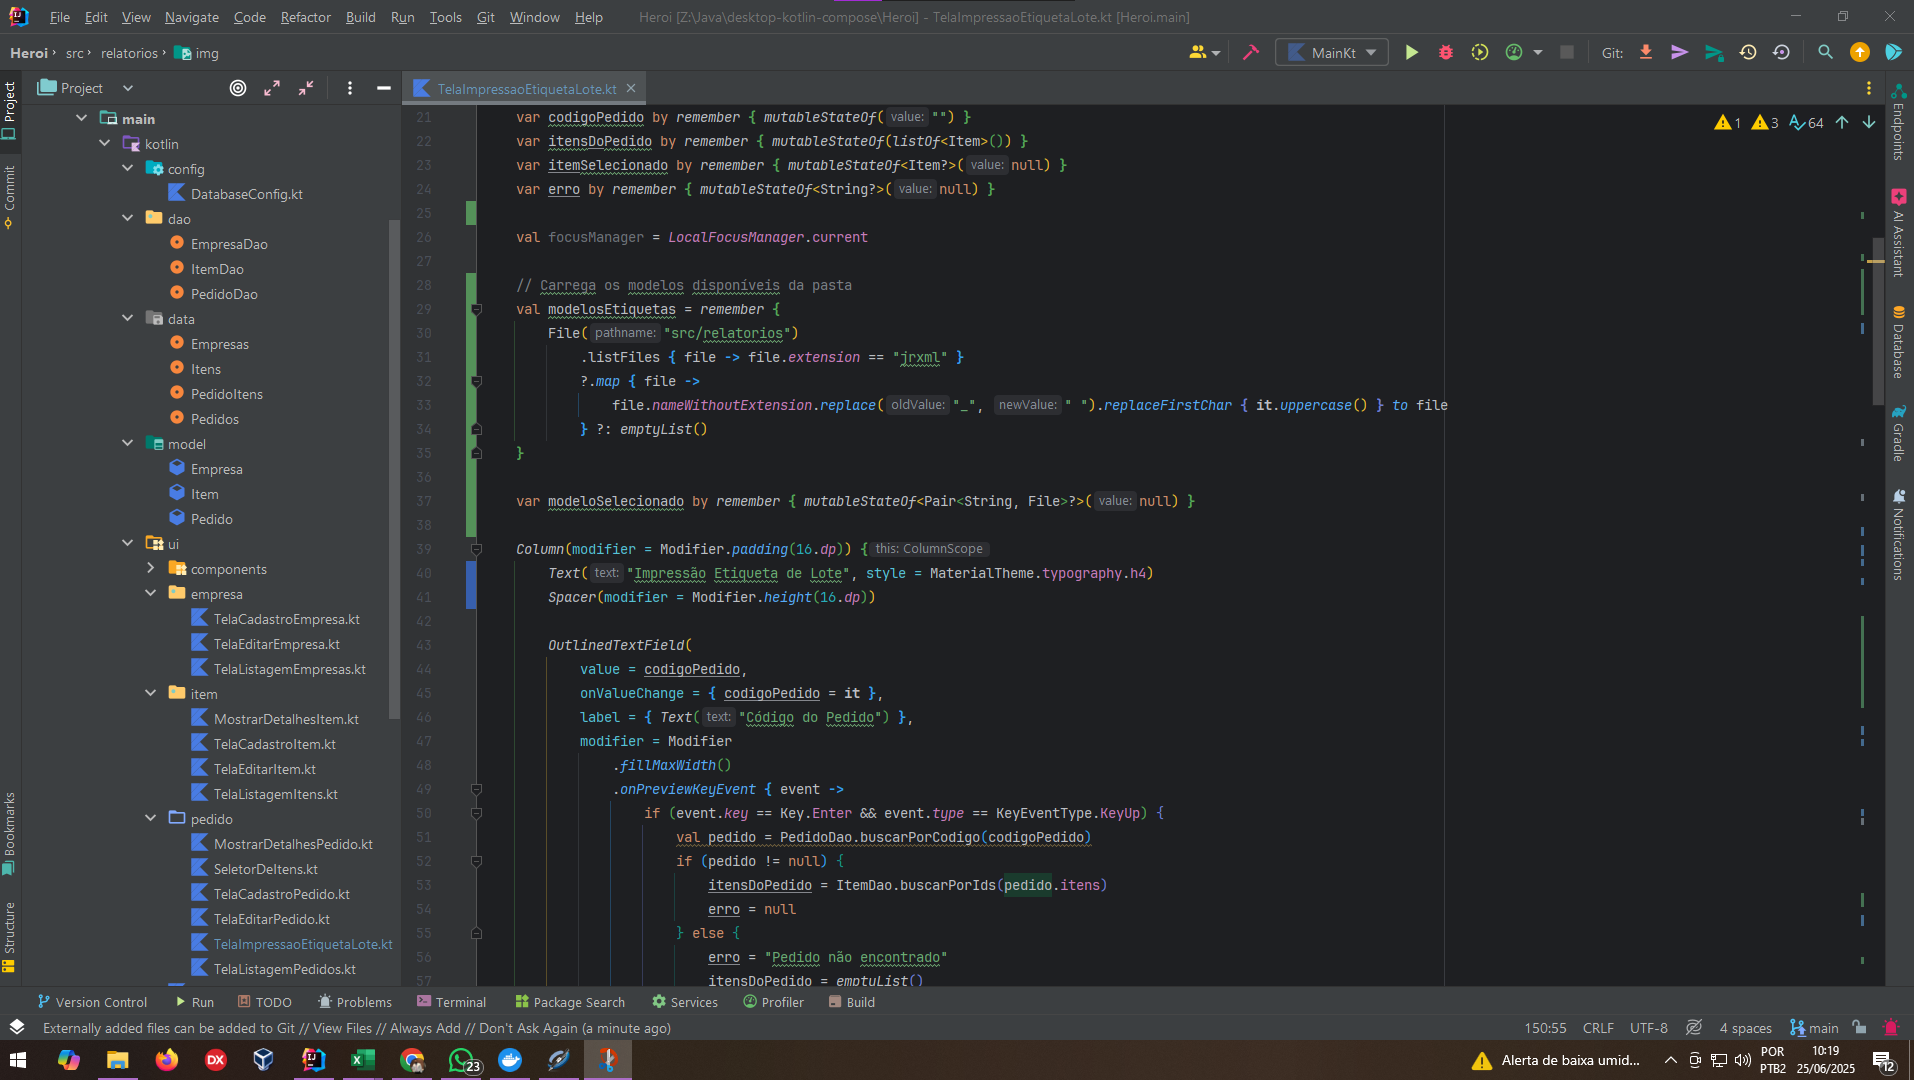 File Edit View Navigate Code Refactor Build Run Tools Git Window Help Heroi [Z:\Java\desktop-kotlin-compose\Heroi] - TelaImpressaoEtiquetaLote.kt [Heroi.main]
Heroi src relatorios img
MainKt
Git:
Project
TelaImpressaoEtiquetaLote.kt
Project
Commit
Bookmarks
Structure
main
kotlin
config
DatabaseConfig.kt
dao
EmpresaDao
ItemDao
PedidoDao
data
Empresas
Itens
PedidoItens
Pedidos
model
Empresa
Item
Pedido
ui
components
empresa
TelaCadastroEmpresa.kt
TelaEditarEmpresa.kt
TelaListagemEmpresas.kt
item
MostrarDetalhesItem.kt
TelaCadastroItem.kt
TelaEditarItem.kt
TelaListagemItens.kt
pedido
MostrarDetalhesPedido.kt
SeletorDeItens.kt
TelaCadastroPedido.kt
TelaEditarPedido.kt
TelaImpressaoEtiquetaLote.kt
TelaListagemPedidos.kt
1 3 64
21 var codigoPedido by remember { mutableStateOf( value: "") }
22 var itensDoPedido by remember { mutableStateOf(listOf<Item>()) }
23 var itemSelecionado by remember { mutableStateOf<Item?>( value: null) }
24 var erro by remember { mutableStateOf<String?>( value: null) }
25
26 val focusManager = LocalFocusManager.current
27
28 // Carrega os modelos disponíveis da pasta
29 val modelosEtiquetas = remember {
30 File( pathname: "src/relatorios")
31 .listFiles { file -> file.extension == "jrxml" }
32 ?.map { file ->
33 file.nameWithoutExtension.replace( oldValue: "_", newValue: " ").replaceFirstChar { it.uppercase() } to file
34 } ?: emptyList()
35 }
36
37 var modeloSelecionado by remember { mutableStateOf<Pair<String, File>?>( value: null) }
38
39 Column(modifier = Modifier.padding(16.dp)) { this: ColumnScope
40 Text( text: "Impressão Etiqueta de Lote", style = MaterialTheme.typography.h4)
41 Spacer(modifier = Modifier.height(16.dp))
42
43 OutlinedTextField(
44 value = codigoPedido,
45 onValueChange = { codigoPedido = it },
46 label = { Text( text: "Código do Pedido") },
47 modifier = Modifier
48 .fillMaxWidth()
49 .onPreviewKeyEvent { event ->
50 if (event.key == Key.Enter && event.type == KeyEventType.KeyUp) {
51 val pedido = PedidoDao.buscarPorCodigo(codigoPedido)
52 if (pedido != null) {
53 itensDoPedido = ItemDao.buscarPorIds(pedido.itens)
54 erro = null
55 } else {
56 erro = "Pedido não encontrado"
57 itensDoPedido = emptyList()
Endpoints
AI Assistant
Database
Gradle
Notifications
Version Control Run TODO Problems Terminal Package Search Services Profiler Build
Externally added files can be added to Git // View Files // Always Add // Don't Ask Again (a minute ago)
150:55 CRLF UTF-8 4 spaces main
DX
23
Alerta de baixa umid...
POR
PTB2
10:19
25/06/2025
12